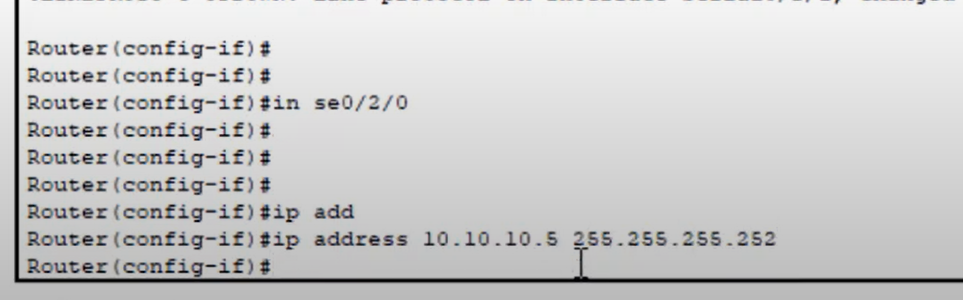 Router(config-if)#
Router(config-if)#
Router(config-if)#in se0/2/0
Router(config-if)#
Router(config-if)#
Router(config-if)#
Router(config-if)#ip add
Router(config-if)#ip address 10.10.10.5 255.255.255.252
Router(config-if)#